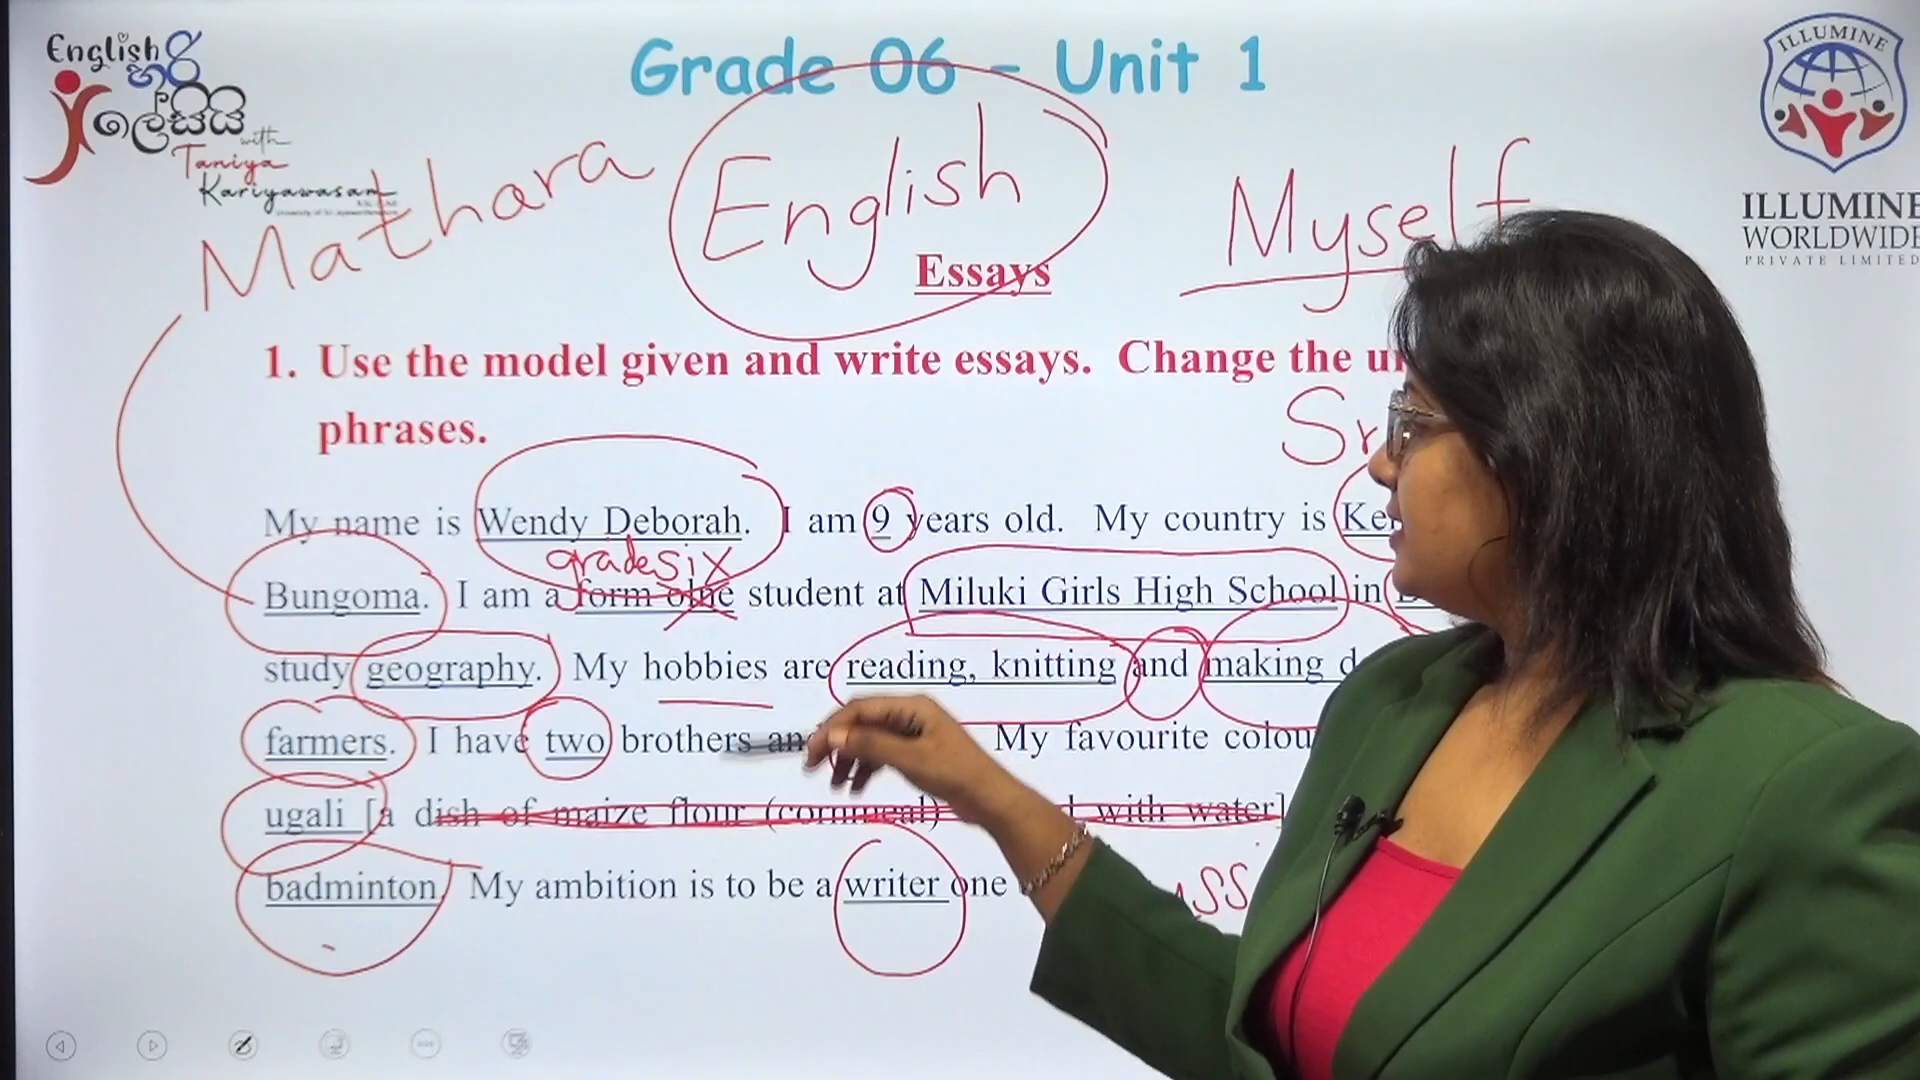 English හරි
ලේසියි
with
Taniya
Kariyawasam
Grade 06 - Unit 1
ILLUMINE
ILLUMINE
WORLDWIDE
PRIVATE LIMITED
Mathara
English
Myself
Essays
1. Use the model given and write essays. Change the
phrases.
My name is Wendy Deborah. I am 9 years old. My country is
grade six
Bungoma. I am a form one student at Miluki Girls High School in
study geography. My hobbies are reading, knitting and making
farmers. I have two brothers My favourite
ugali [a dish of maize flour (cornmeal) with water]
badminton, My ambition is to be a writer one